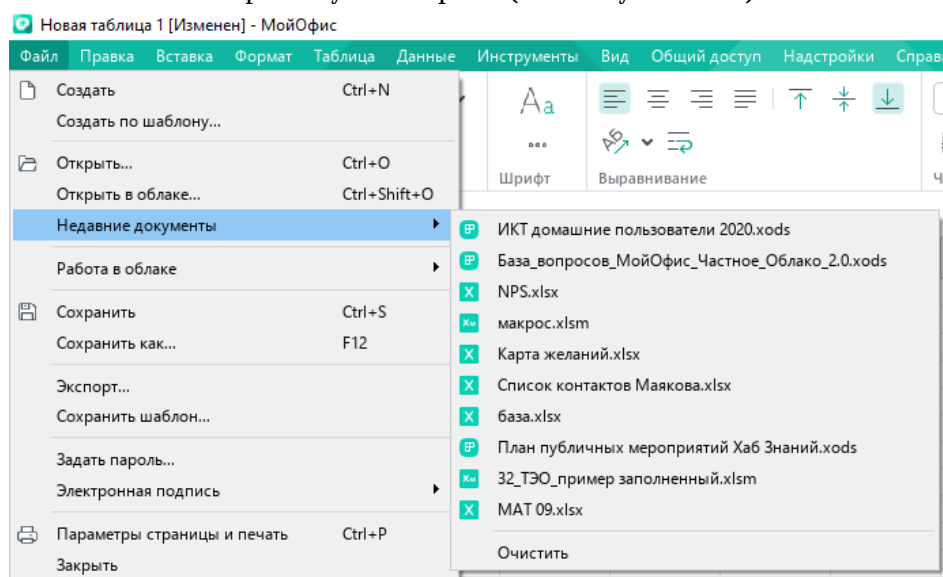 Новая таблица 1 [Изменен] - МойОфис
Файл Правка Вставка Формат Таблица Данные Инструменты Вид Общий доступ Надстройки
Создать Ctrl+N
Создать по шаблону...
Открыть... Ctrl+O
Открыть в облаке... Ctrl+Shift+O
Недавние документы
Работа в облаке
Сохранить Ctrl+S
Сохранить как... F12
Экспорт...
Сохранить шаблон...
Задать пароль...
Электронная подпись
Параметры страницы и печать Ctrl+P
Закрыть
Aa
Шрифт
Выравнивание
ИКТ домашние пользователи 2020.xods
База_вопросов_МойОфис_Частное_Облако_2.0.xods
NPS.xlsx
макрос.xlsm
Карта желаний.xlsx
Список контактов Маякова.xlsx
база.xlsx
План публичных мероприятий Хаб Знаний.xods
32_ТЭО_пример заполненный.xlsm
МАТ 09.xlsx
Очистить